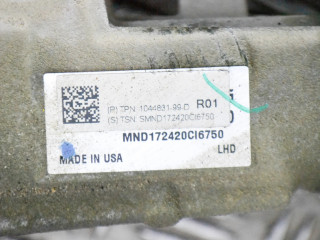 (P) TPN: 1044831-99-D R01
(S) TSN: SMND172420CI6750
MND172420CI6750
MADE IN USA LHD